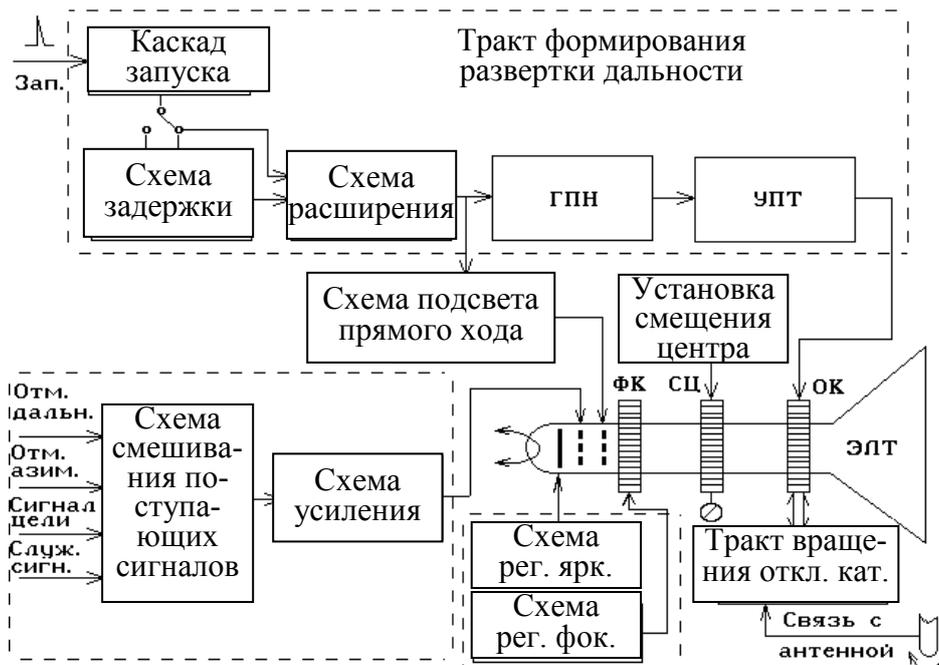 Каскад
запуска
Зап.
Тракт формирования
развертки дальности
Схема
задержки
Схема
расширения
ГПН
УПТ
Схема подсвета
прямого хода
Установка
смещения
центра
ФК
СЦ
ОК
ЭЛТ
Отм.
дальн.
Отм.
азим.
Сигнал
цели
Служ.
сигн.
Схема
смешива-
ния по-
ступа-
ющих
сигналов
Схема
усиления
Схема
рег. ярк.
Схема
рег. фок.
Тракт враще-
ния откл. кат.
Связь с
антенной